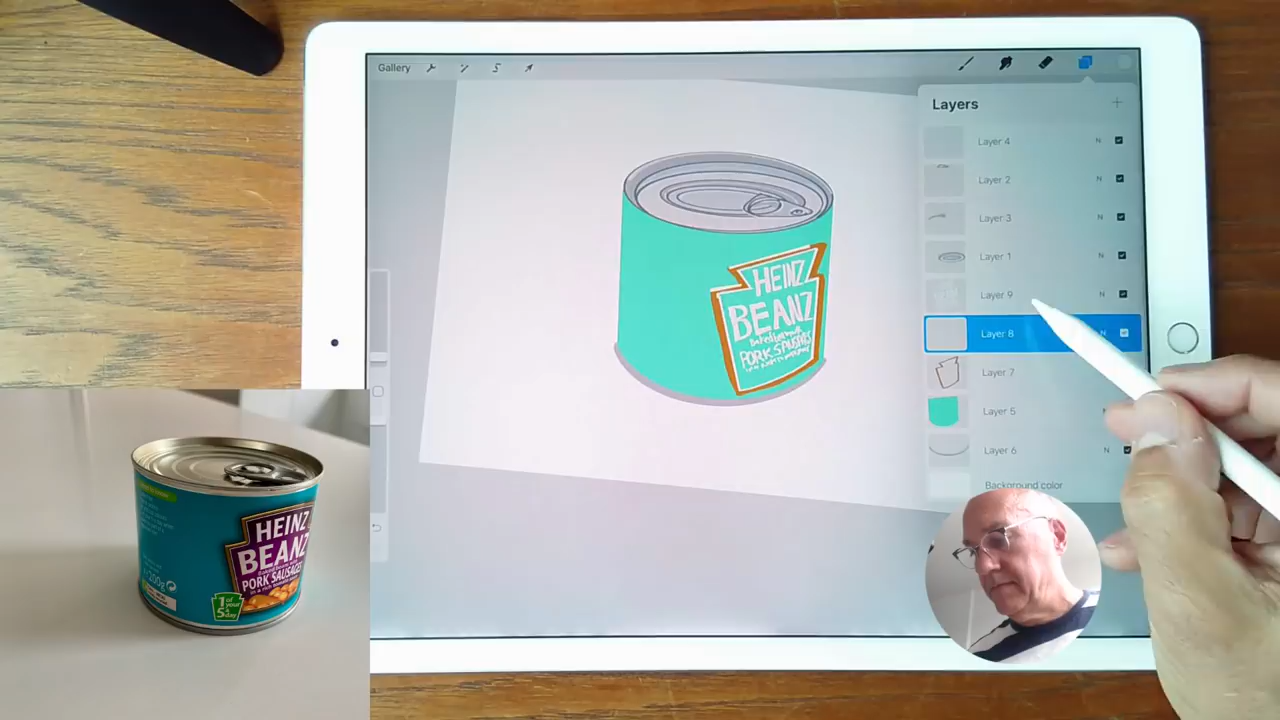 Gallery
S
Layers
+
Layer 4 N
Layer 2 N
Layer 3 N
Layer 1 N
Layer 9 N
Layer 8 N
Layer 7
Layer 5
Layer 6
Background color
HEINZ
BEANZ
PORK SAUSAGES
HEINZ
BEANZ
PORK SAUSAGES
200g
1 of
your
5 a
day